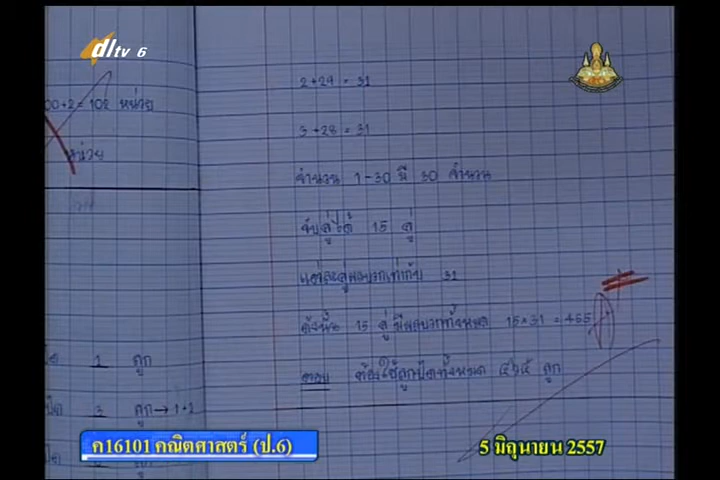 dltv 6
00+2 = 102 หน่วย
หน่วย
2+29 = 31
3+28 = 31
จำนวน 1-30 มี 30 จำนวน
จับคู่ได้ 15 คู่
แต่ละคู่ผลบวกเท่ากับ 31
ดังนั้น 15 คู่ มีผลบวกทั้งหมด 15×31 = 465
ตอบ ต้องใช้ลูกปัดทั้งหมด ๔๖๕ ลูก
1 ลูก
3 ลูก → 1+2
ค16101 คณิตศาสตร์ (ป.6)
5 มิถุนายน 2557